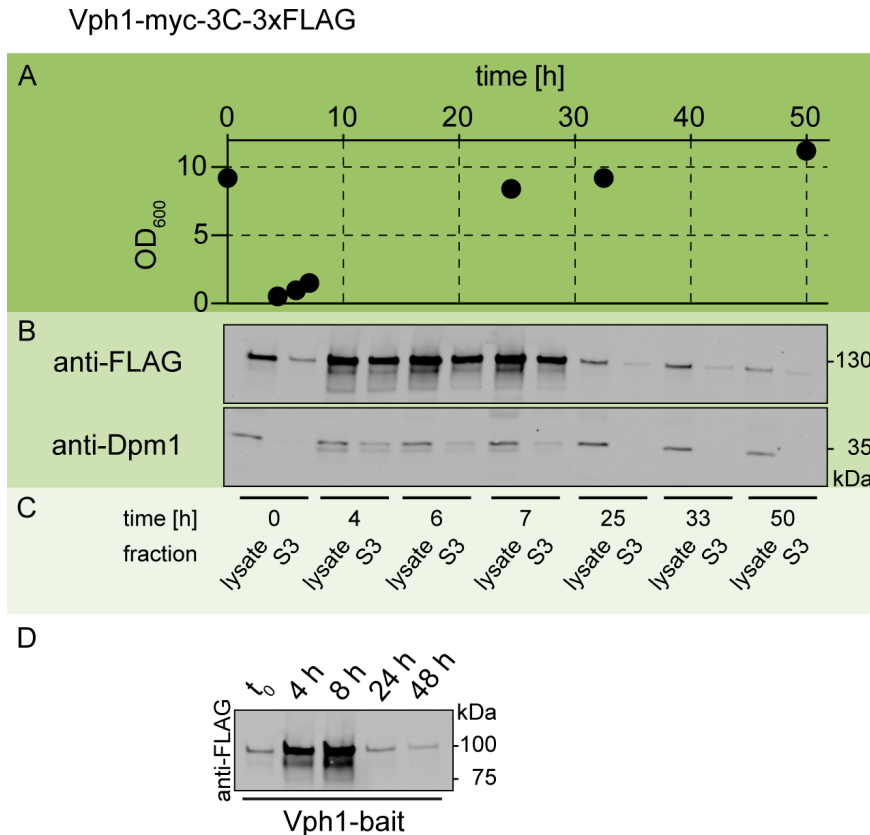 Vph1-myc-3C-3xFLAG
A
time [h]
0 10 20 30 40 50
10
5
0
OD600
B
anti-FLAG
-130
anti-Dpm1
- 35
kDa
C
time [h] 0 4 6 7 25 33 50
fraction lysate S3 lysate S3 lysate S3 lysate S3 lysate S3 lysate S3 lysate S3
D
t0 4 h 8 h 24 h 48 h
kDa
anti-FLAG
-100
- 75
Vph1-bait